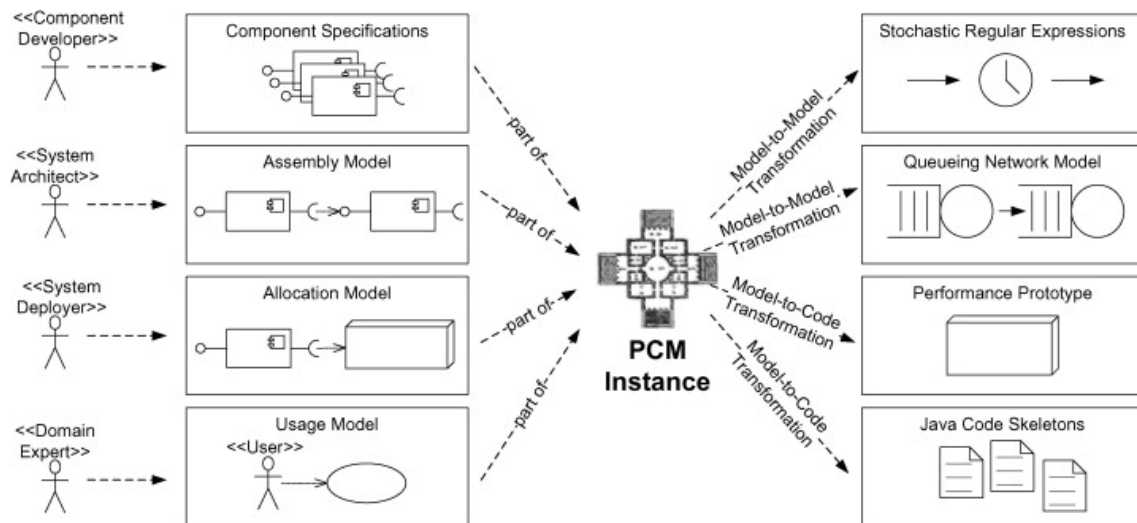 <<Component
Developer>>
Component Specifications
<<System
Architect>>
Assembly Model
<<System
Deployer>>
Allocation Model
<<Domain
Expert>>
Usage Model
<<User>>
part of
part of
part of
part of
PCM
Instance
Model-to-Model
Transformation
Model-to-Model
Transformation
Model-to-Code
Transformation
Model-to-Code
Transformation
Stochastic Regular Expressions
Queueing Network Model
Performance Prototype
Java Code Skeletons